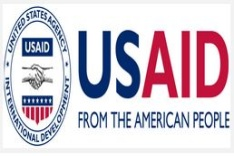 UNITED STATES AGENCY
USAID
INTERNATIONAL DEVELOPMENT
USAID
FROM THE AMERICAN PEOPLE